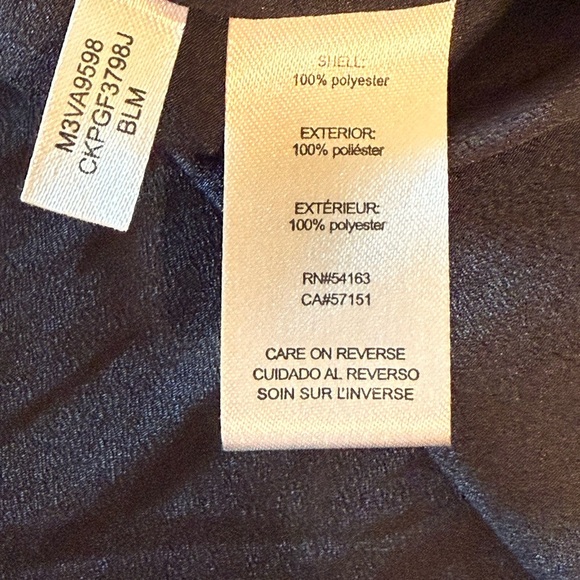 M3VA9598
CKPGF3798J
BLM
SHELL:
100% polyester
EXTERIOR:
100% poliéster
EXTÉRIEUR:
100% polyester
RN#54163
CA#57151
CARE ON REVERSE
CUIDADO AL REVERSO
SOIN SUR L'INVERSE